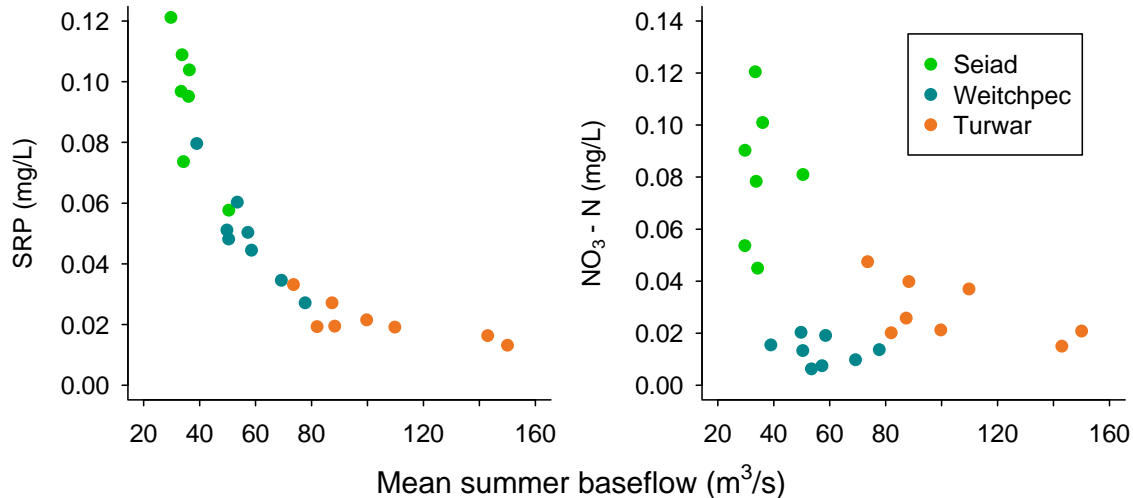 0.12
0.10
0.08
0.06
0.04
0.02
0.00
SRP (mg/L)
20 40 60 80 120 160
0.14
0.12
0.10
0.08
0.06
0.04
0.02
0.00
NO₃ - N (mg/L)
20 40 60 80 120 160
Seiad
Weitchpec
Turwar
Mean summer baseflow (m³/s)